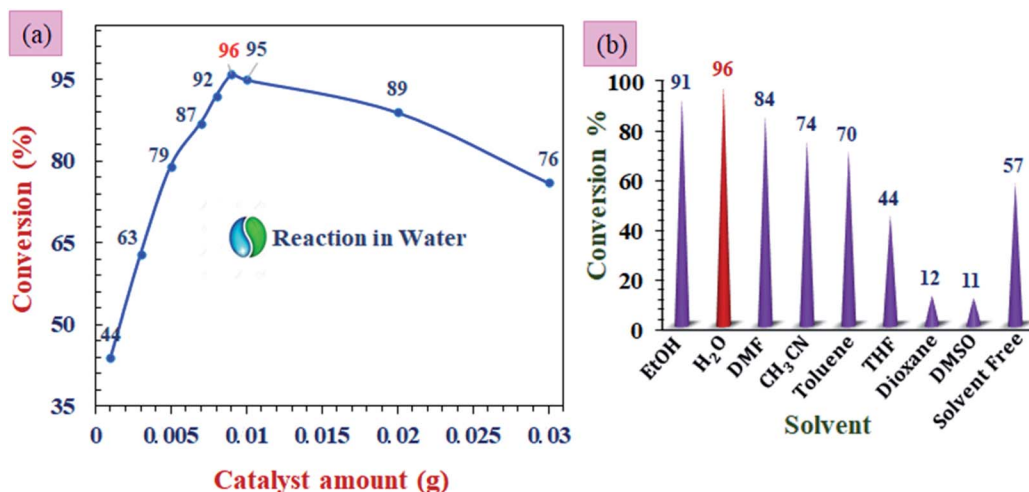 (a)
Conversion (%)
95
80
65
50
35
44
63
79
87
92
96
95
89
76
Reaction in Water
0
0.005
0.01
0.015
0.02
0.025
0.03
Catalyst amount (g)
(b)
Conversion %
100
80
60
40
20
0
91
96
84
74
70
44
12
11
57
EtOH
H₂O
DMF
CH₃CN
Toluene
THF
Dioxane
DMSO
Solvent Free
Solvent